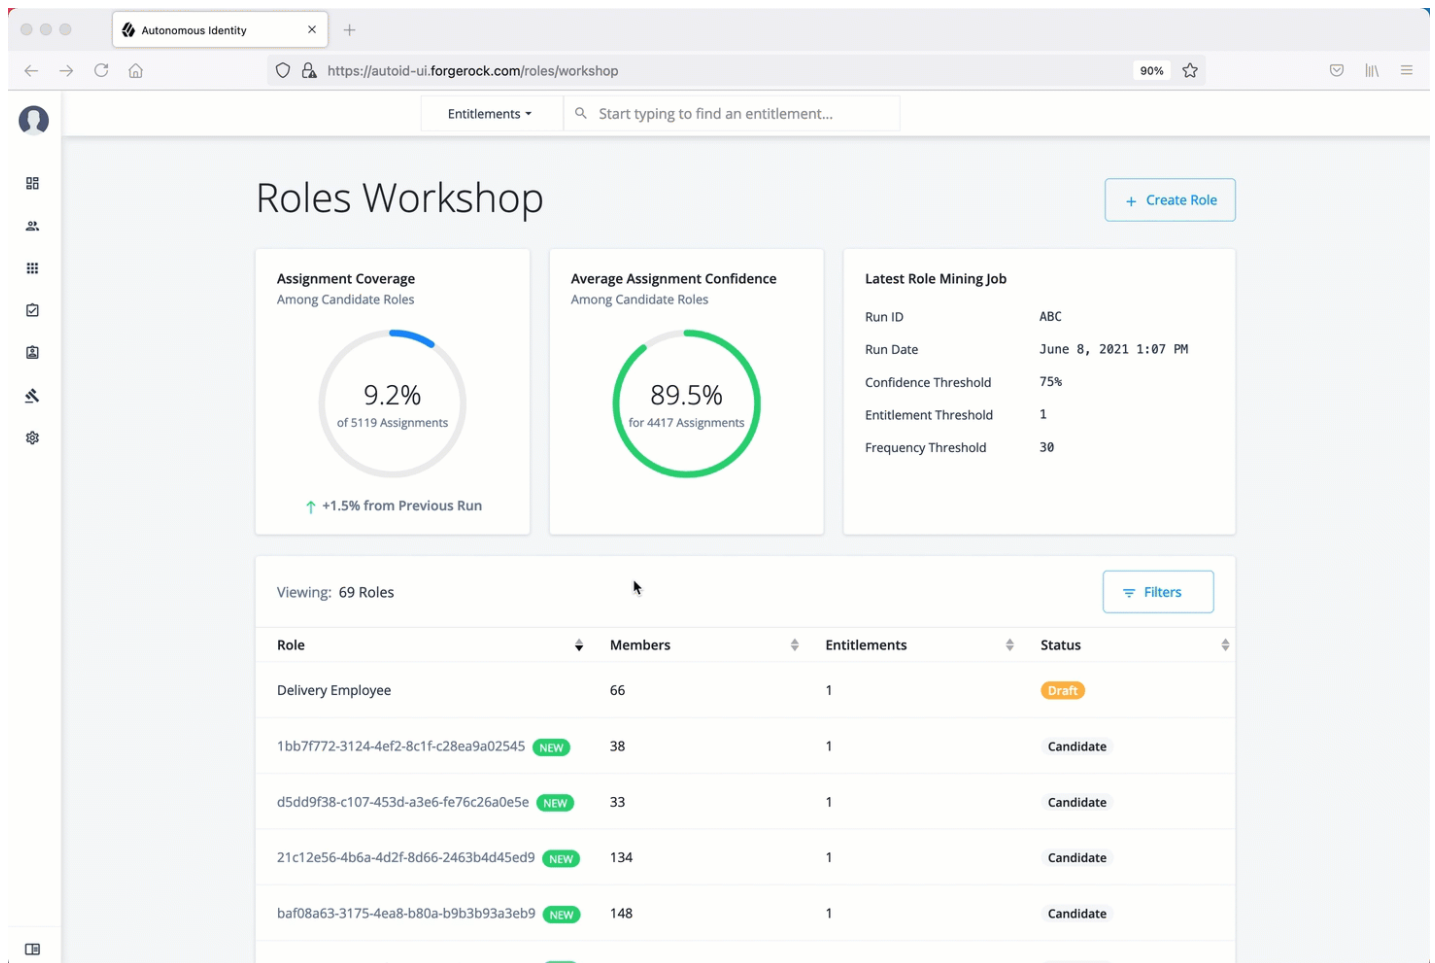 Autonomous Identity
https://autoid-ui.forgerock.com/roles/workshop
90%
Entitlements
Start typing to find an entitlement...
Roles Workshop
+ Create Role
Assignment Coverage
Among Candidate Roles
9.2%
of 5119 Assignments
+1.5% from Previous Run
Average Assignment Confidence
Among Candidate Roles
89.5%
for 4417 Assignments
Latest Role Mining Job
Run ID ABC
Run Date June 8, 2021 1:07 PM
Confidence Threshold 75%
Entitlement Threshold 1
Frequency Threshold 30
Viewing: 69 Roles
Filters
Role Members Entitlements Status
Delivery Employee 66 1 Draft
1bb7f772-3124-4ef2-8c1f-c28ea9a02545 NEW 38 1 Candidate
d5dd9f38-c107-453d-a3e6-fe76c26a0e5e NEW 33 1 Candidate
21c12e56-4b6a-4d2f-8d66-2463b4d45ed9 NEW 134 1 Candidate
baf08a63-3175-4ea8-b80a-b9b3b93a3eb9 NEW 148 1 Candidate